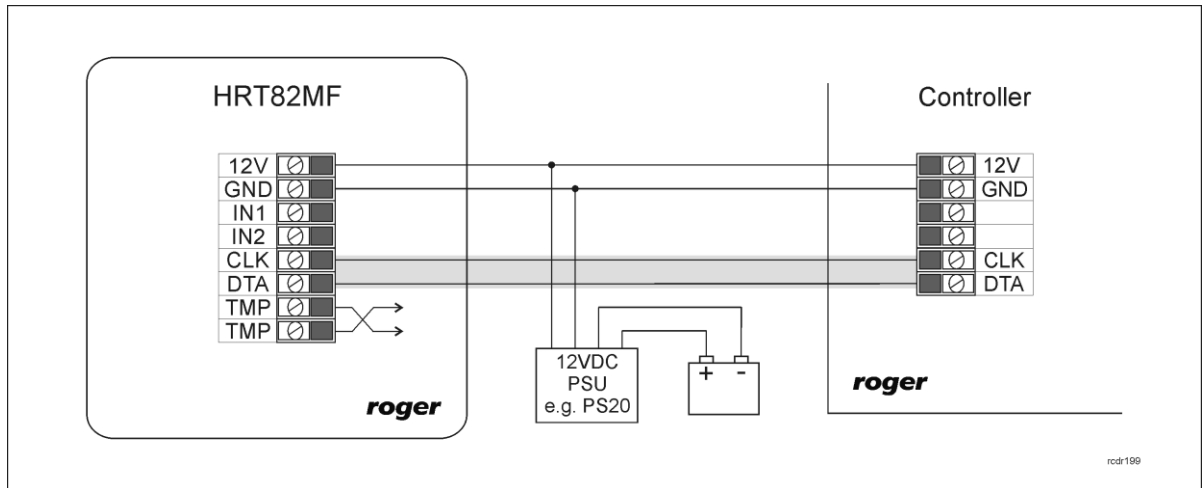 HRT82MF
Controller
12V
GND
IN1
IN2
CLK
DTA
TMP
TMP
12V
GND
CLK
DTA
12VDC
PSU
e.g. PS20
+ -
roger
roger
rcdr199